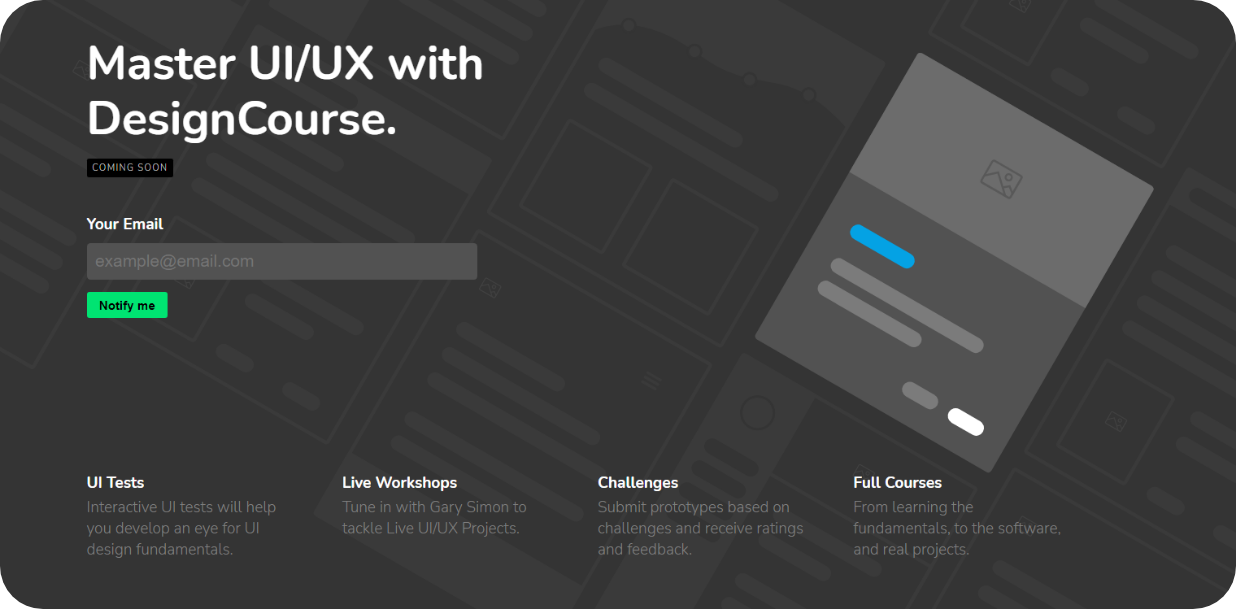 Master UI/UX with
DesignCourse.
COMING SOON
Your Email
example@email.com
Notify me
UI Tests
Interactive UI tests will help
you develop an eye for UI
design fundamentals.
Live Workshops
Tune in with Gary Simon to
tackle Live UI/UX Projects.
Challenges
Submit prototypes based on
challenges and receive ratings
and feedback.
Full Courses
From learning the
fundamentals, to the software,
and real projects.